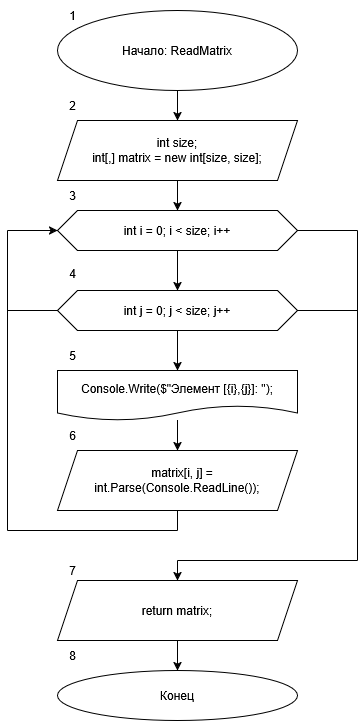 1
Начало: ReadMatrix
2
int size;
int[,] matrix = new int[size, size];
3
int i = 0; i < size; i++
4
int j = 0; j < size; j++
5
Console.Write($"Элемент [{i},{j}]: ");
6
matrix[i, j] =
int.Parse(Console.ReadLine());
7
return matrix;
8
Конец